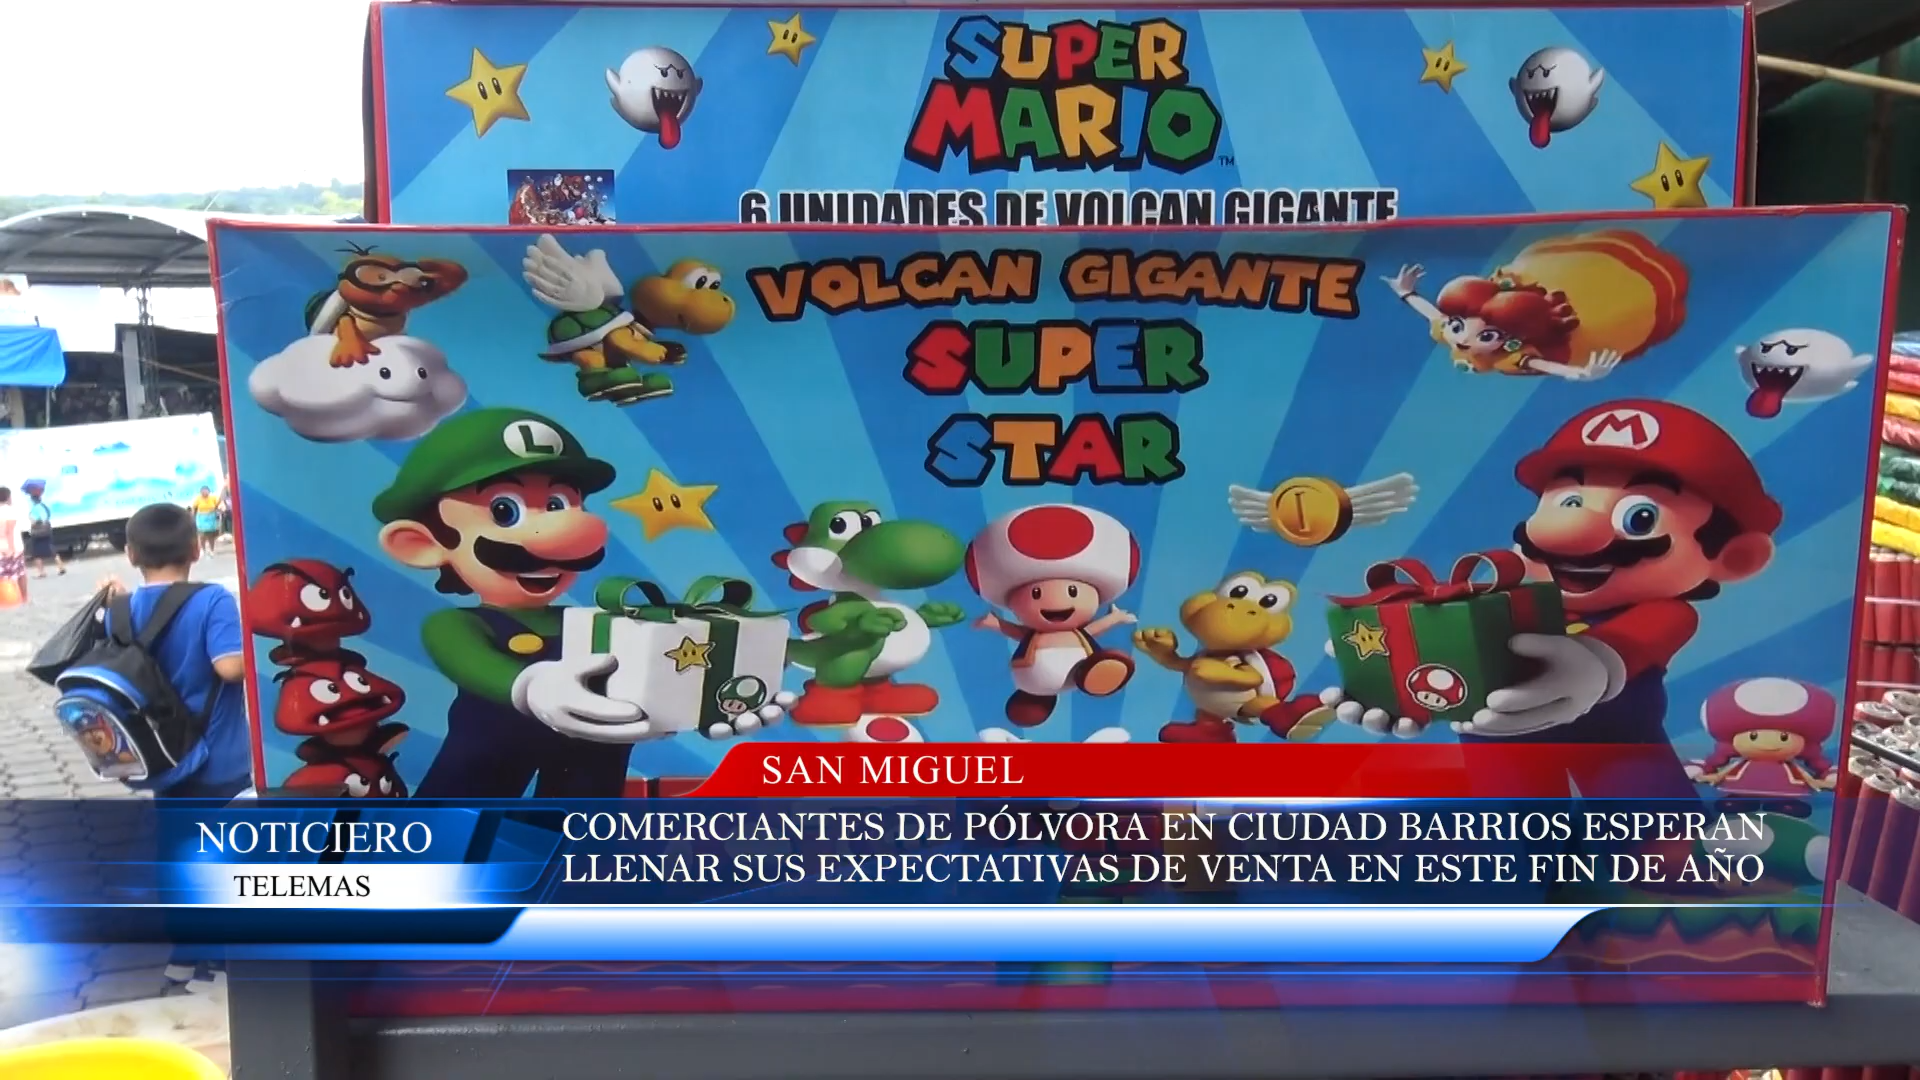 SUPER
MARIO™
6 UNIDADES DE VOLCAN GIGANTE
VOLCAN GIGANTE
SUPER
STAR
L
M
SAN MIGUEL
NOTICIERO
TELEMAS
COMERCIANTES DE PÓLVORA EN CIUDAD BARRIOS ESPERAN
LLENAR SUS EXPECTATIVAS DE VENTA EN ESTE FIN DE AÑO